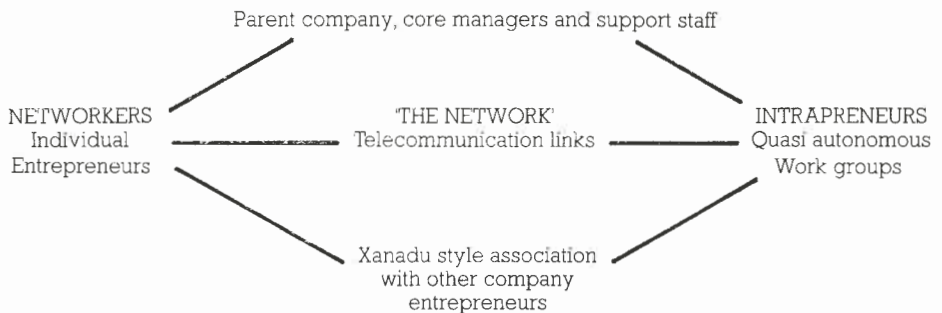 Parent company, core managers and support staff
NETWORKERS
Individual
Entrepreneurs
'THE NETWORK'
Telecommunication links
INTRAPRENEURS
Quasi autonomous
Work groups
Xanadu style association
with other company
entrepreneurs